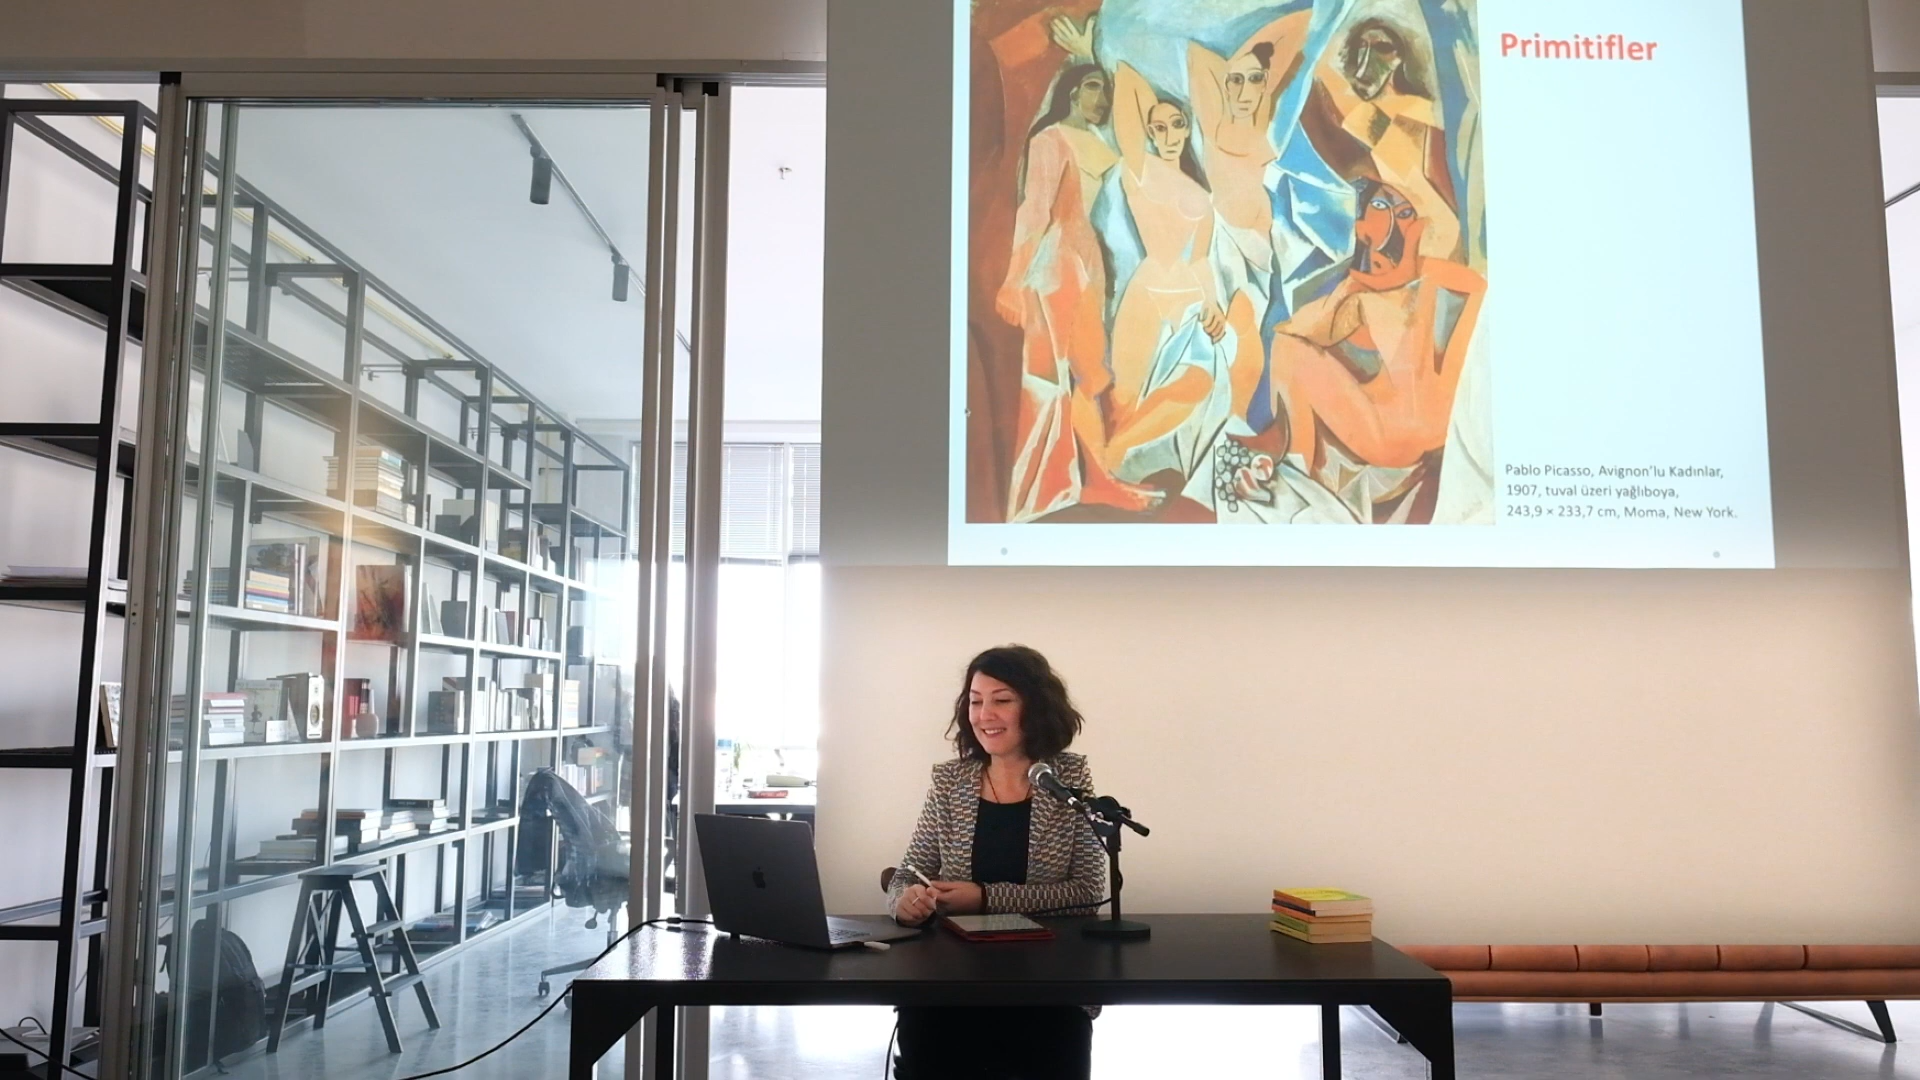 Primitifler
Pablo Picasso, Avignon'lu Kadınlar,
1907, tuval üzeri yağlıboya,
243,9 × 233,7 cm, Moma, New York.